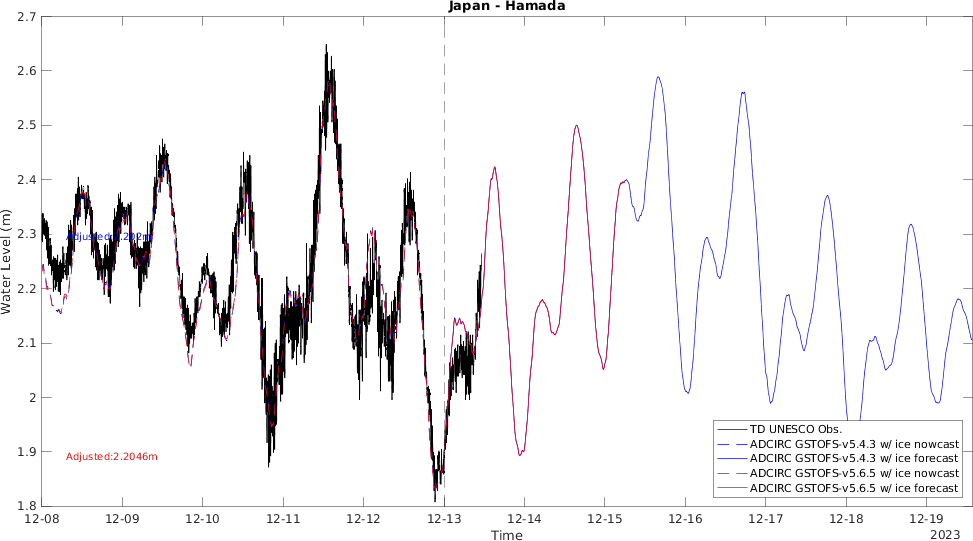 Japan - Hamada
2.7
2.6
2.5
2.4
2.3
2.2
2.1
2
1.9
1.8
Water Level (m)
Adjusted:2.2046m
12-08
12-09
12-10
12-11
12-12
12-13
12-14
12-15
12-16
12-17
12-18
12-19
Time
2023
TD UNESCO Obs.
ADCIRC GSTOFS-v5.4.3 w/ ice nowcast
ADCIRC GSTOFS-v5.4.3 w/ ice forecast
ADCIRC GSTOFS-v5.6.5 w/ ice nowcast
ADCIRC GSTOFS-v5.6.5 w/ ice forecast